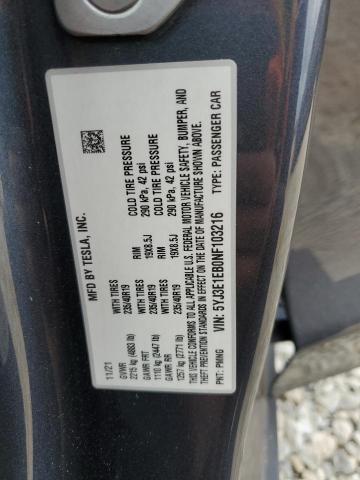 MFD BY TESLA, INC.
11/21
GVWR
2215 kg (4883 lb)
GAWR FRT WITH TIRES RIM COLD TIRE PRESSURE
1110 kg (2447 lb) 235/40R19 19X8.5J 290 kPa, 42 psi
GAWR RR WITH TIRES RIM COLD TIRE PRESSURE
1257 kg (2771 lb) 235/40R19 19X8.5J 290 kPa, 42 psi
THIS VEHICLE CONFORMS TO ALL APPLICABLE U.S. FEDERAL MOTOR VEHICLE SAFETY, BUMPER, AND
THEFT PREVENTION STANDARDS IN EFFECT ON THE DATE OF MANUFACTURE SHOWN ABOVE.
VIN: 5YJ3E1EB0NF103216 TYPE: PASSENGER CAR
PNT: PMNG